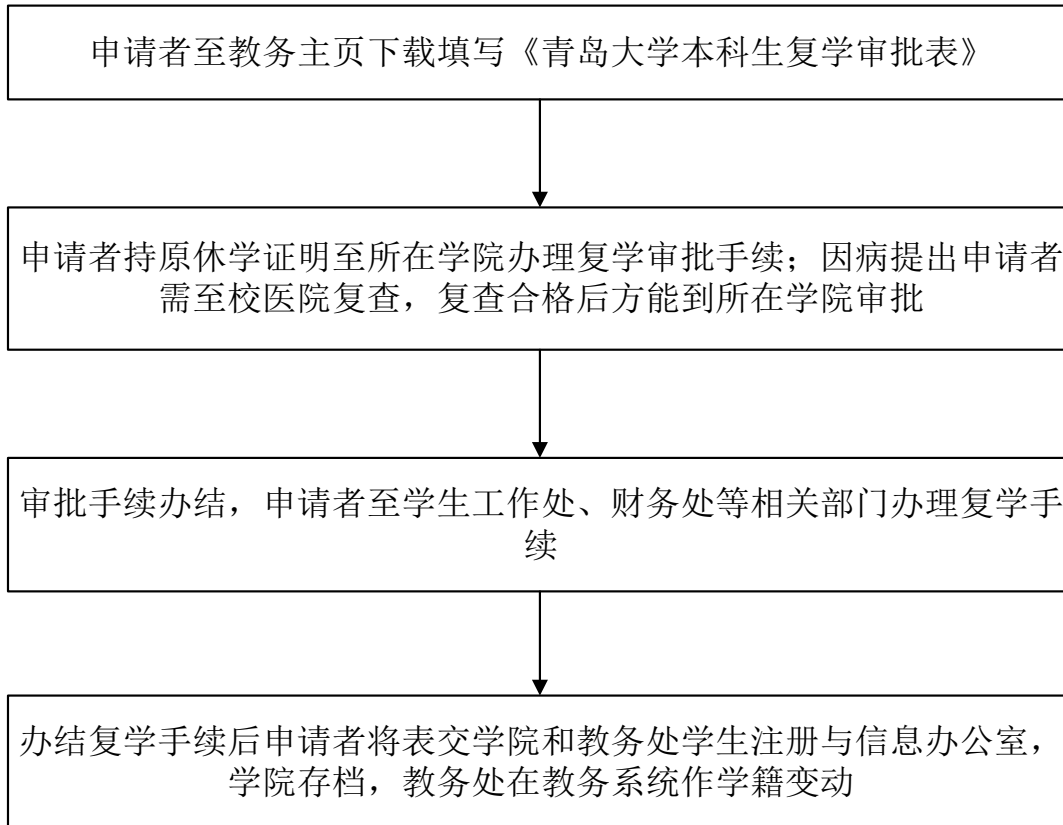 申请者至教务主页下载填写《青岛大学本科生复学审批表》
申请者持原休学证明至所在学院办理复学审批手续；因病提出申请者
需至校医院复查，复查合格后方能到所在学院审批
审批手续办结，申请者至学生工作处、财务处等相关部门办理复学手
续
办结复学手续后申请者将表交学院和教务处学生注册与信息办公室，
学院存档，教务处在教务系统作学籍变动